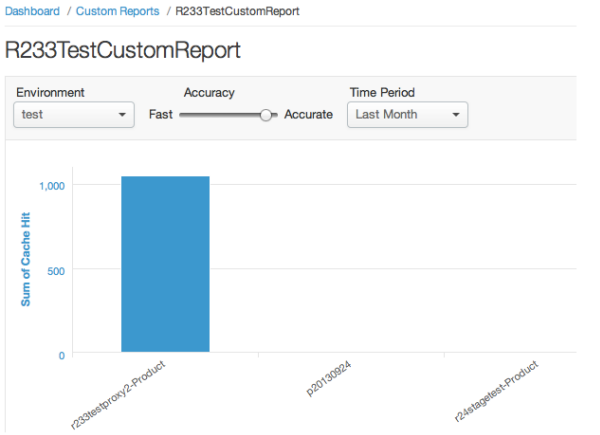 Dashboard / Custom Reports / R233TestCustomReport
R233TestCustomReport
Environment Accuracy Time Period
test Fast Accurate Last Month
1,000
500
0
Sum of Cache Hit
r233testproxy2-Product
p20130924
r24stagetest-Product